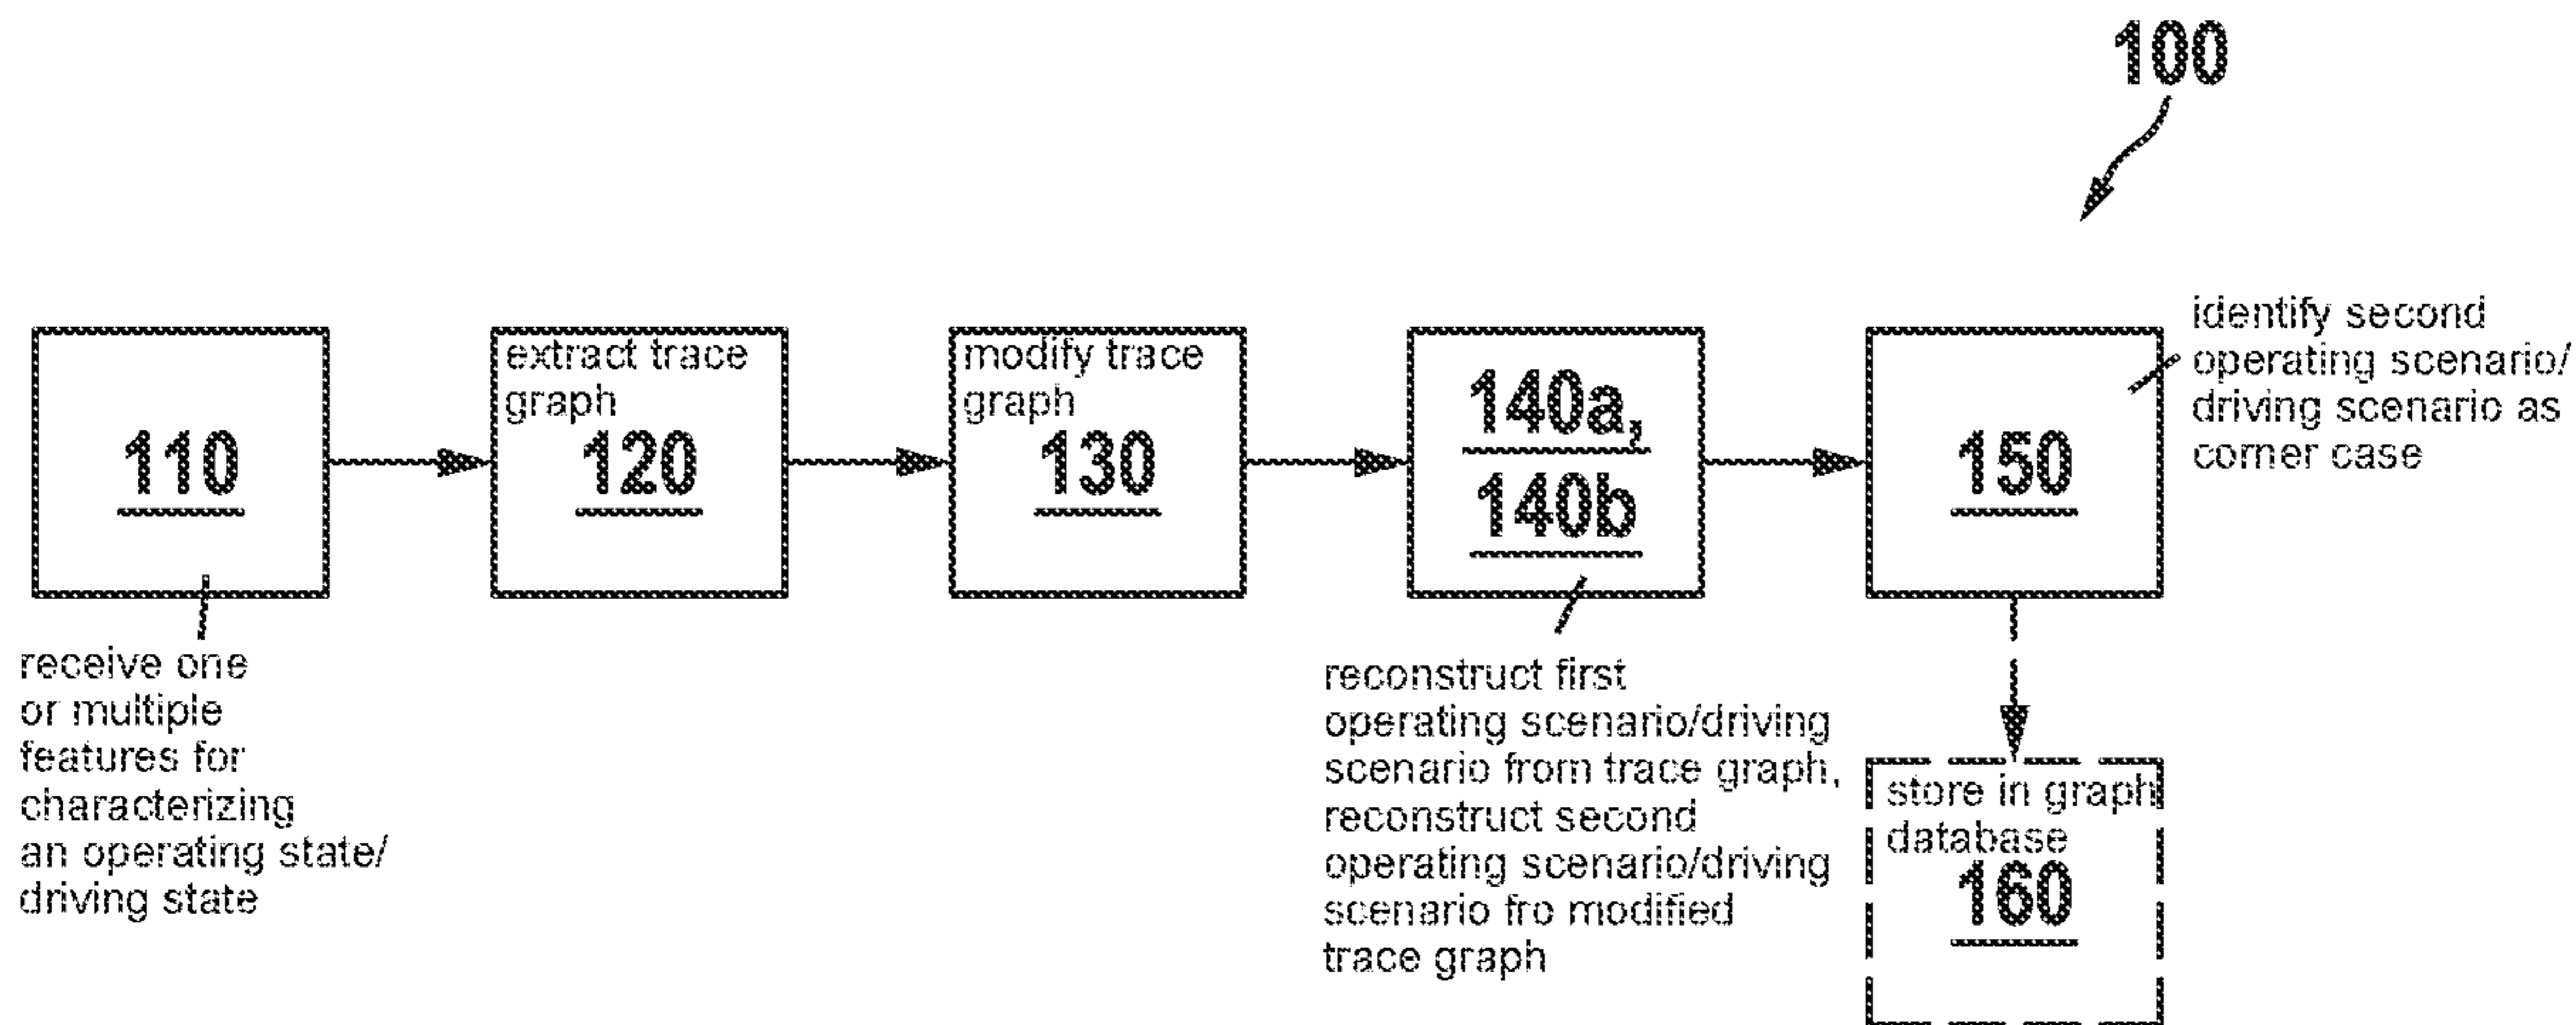 100
110
receive one
or multiple
features for
characterizing
an operating state/
driving state
extract trace
graph
120
modify trace
graph
130
140a,
140b
reconstruct first
operating scenario/driving
scenario from trace graph,
reconstruct second
operating scenario/driving
scenario fro modified
trace graph
150
identify second
operating scenario/
driving scenario as
corner case
store in graph
database
160